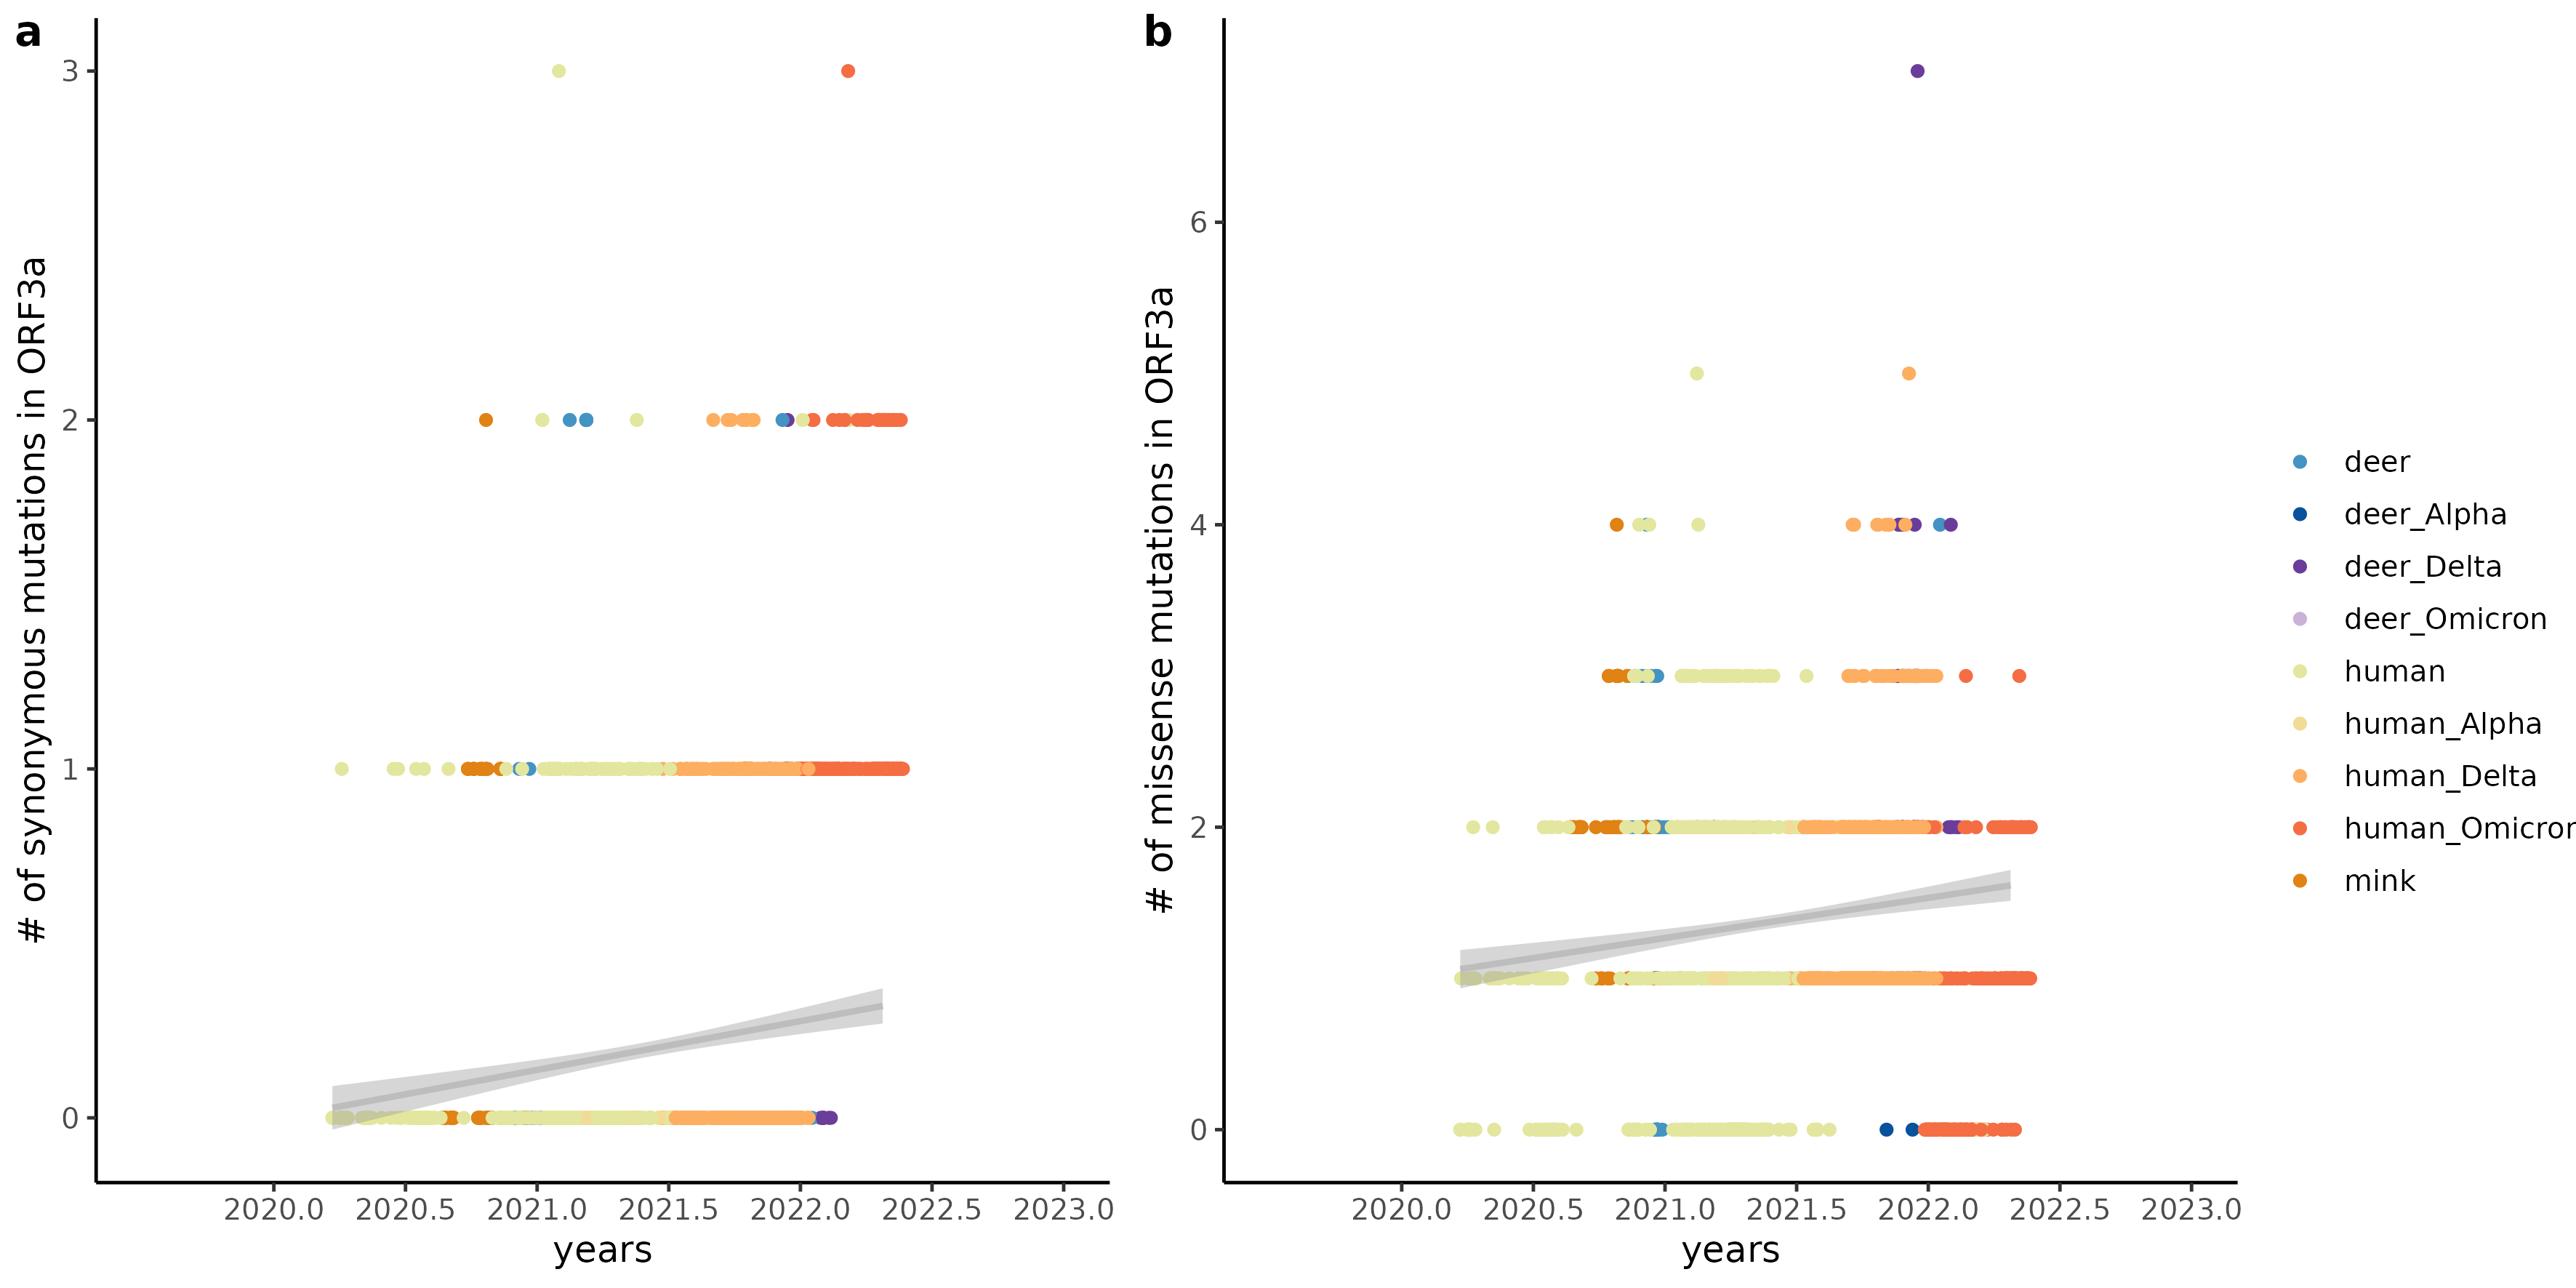 a
# of synonymous mutations in ORF3a
3
2
1
0
2020.0 2020.5 2021.0 2021.5 2022.0 2022.5 2023.0
years
b
# of missense mutations in ORF3a
6
4
2
0
2020.0 2020.5 2021.0 2021.5 2022.0 2022.5 2023.0
years
deer
deer_Alpha
deer_Delta
deer_Omicron
human
human_Alpha
human_Delta
human_Omicron
mink